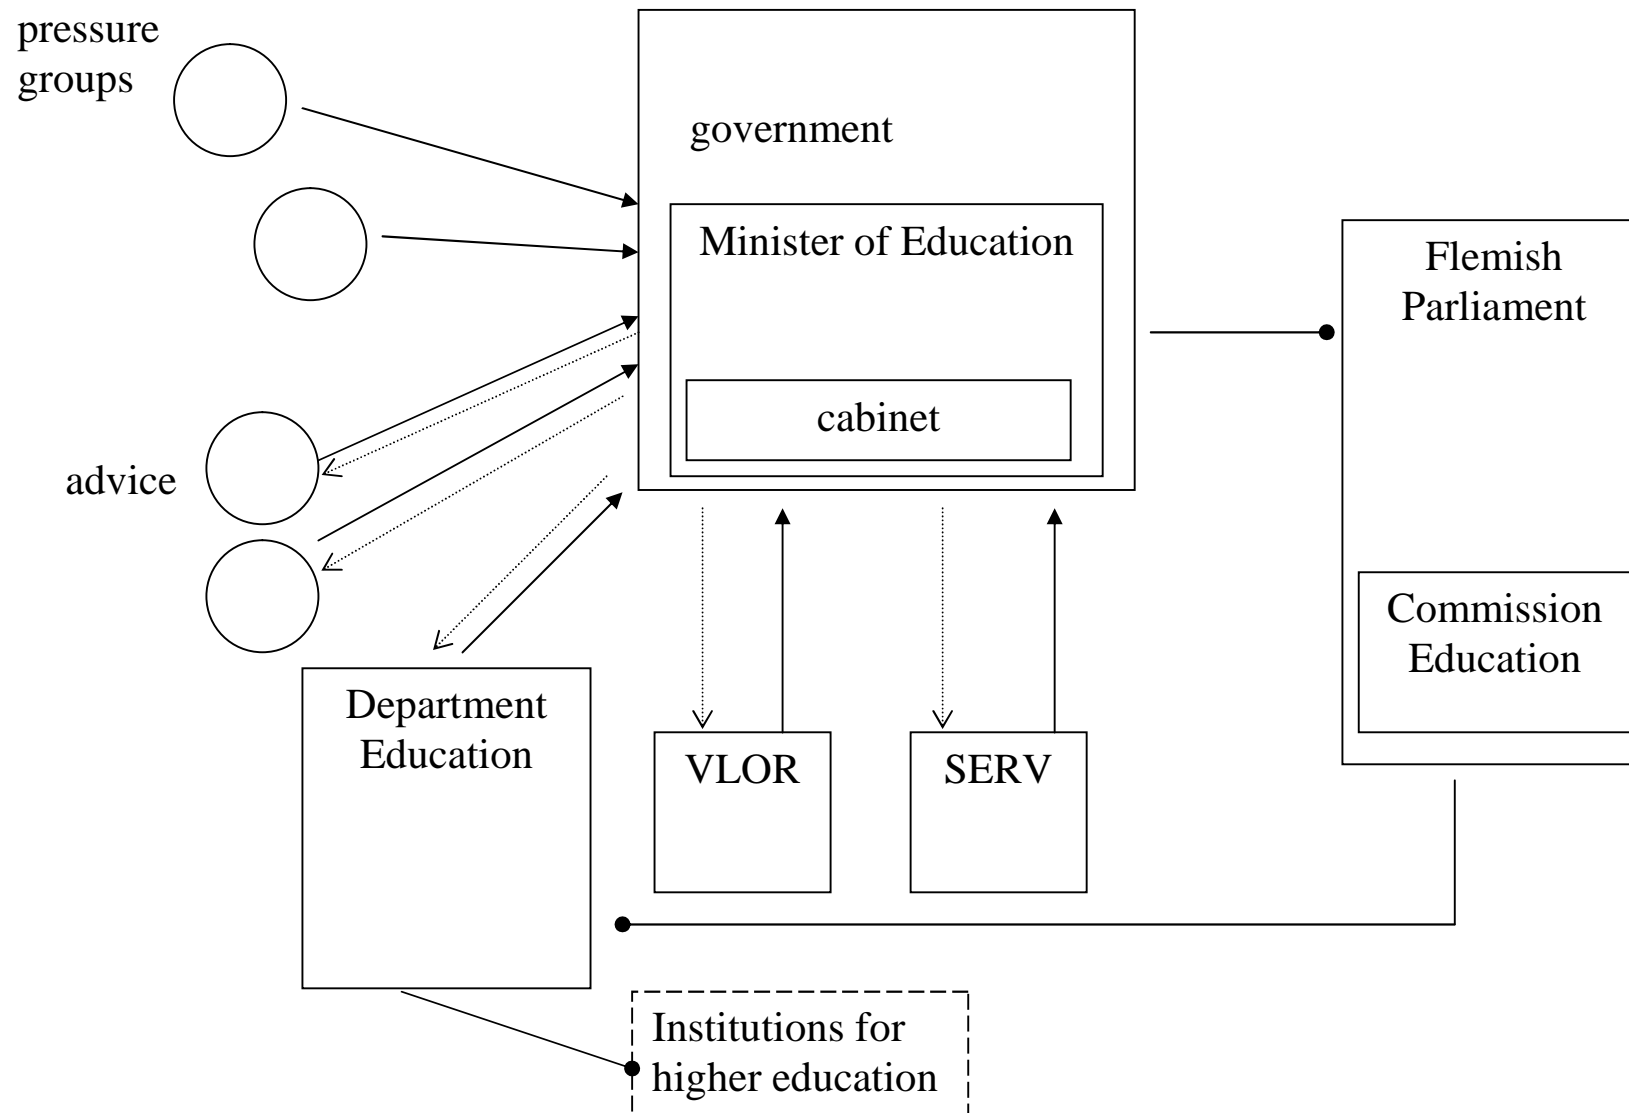 pressure
groups
government
Minister of Education
cabinet
Flemish
Parliament
advice
Commission
Education
Department
Education
VLOR
SERV
Institutions for
higher education